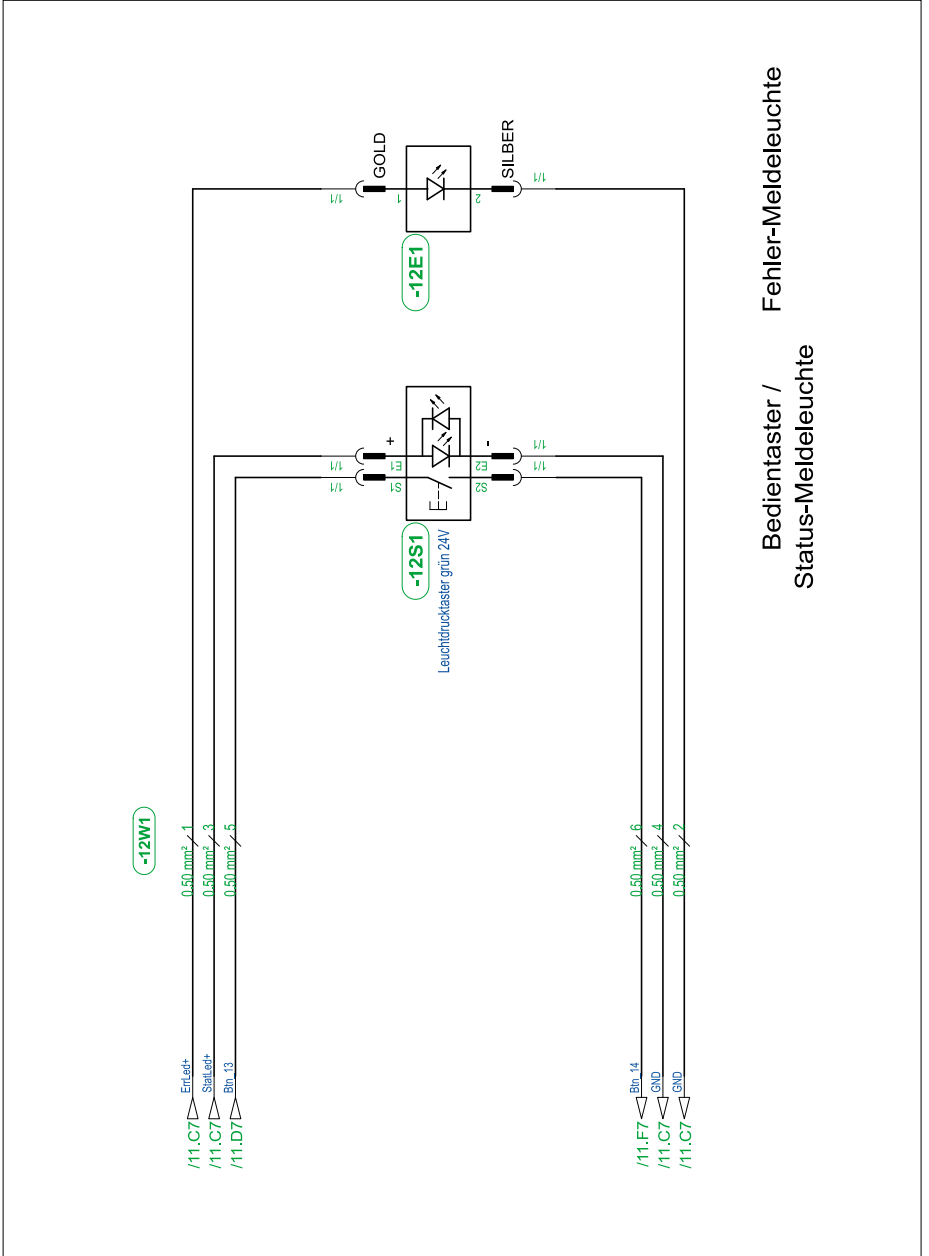 -12W1
ErrLed+
/11.C7
0.50 mm² 1
StatLed+
/11.C7
0.50 mm² 3
Btn_13
/11.D7
0.50 mm² 5
Btn_14
/11.F7
0.50 mm² 6
GND
/11.C7
0.50 mm² 4
GND
/11.C7
0.50 mm² 2
-12S1
Leuchtdrucktaster grün 24V
1/1
1/1
+
S1
E1
S2
E2
-
1/1
1/1
-12E1
1/1
GOLD
1
2
SILBER
1/1
Bedientaster /
Status-Meldeleuchte
Fehler-Meldeleuchte